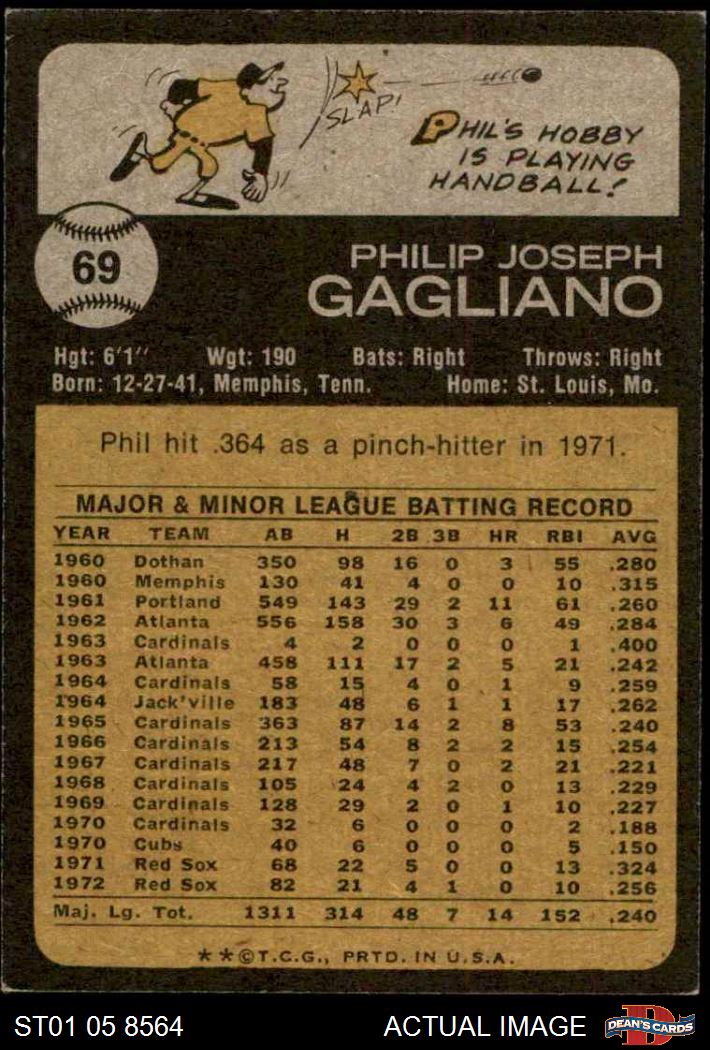 SLAP!
PHIL'S HOBBY
IS PLAYING
HANDBALL!
69
PHILIP JOSEPH
GAGLIANO
Hgt: 6'1'' Wgt: 190 Bats: Right Throws: Right
Born: 12-27-41, Memphis, Tenn. Home: St. Louis, Mo.
Phil hit .364 as a pinch-hitter in 1971.
MAJOR & MINOR LEAGUE BATTING RECORD
YEAR TEAM AB H 2B 3B HR RBI AVG
1960 Dothan 350 98 16 0 3 55 .280
1960 Memphis 130 41 4 0 0 10 .315
1961 Portland 549 143 29 2 11 61 .260
1962 Atlanta 556 158 30 3 6 49 .284
1963 Cardinals 4 2 0 0 0 1 .400
1963 Atlanta 458 111 17 2 5 21 .242
1964 Cardinals 58 15 4 0 1 9 .259
1964 Jack'ville 183 48 6 1 1 17 .262
1965 Cardinals 363 87 14 2 8 53 .240
1966 Cardinals 213 54 8 2 2 15 .254
1967 Cardinals 217 48 7 0 2 21 .221
1968 Cardinals 105 24 4 2 0 13 .229
1969 Cardinals 128 29 2 0 1 10 .227
1970 Cardinals 32 6 0 0 0 2 .188
1970 Cubs 40 6 0 0 0 5 .150
1971 Red Sox 68 22 5 0 0 13 .324
1972 Red Sox 82 21 4 1 0 10 .256
Maj. Lg. Tot. 1311 314 48 7 14 152 .240
**©T.C.G., PRTD. IN U.S.A.
ST01 05 8564 ACTUAL IMAGE D DEAN'S CARDS